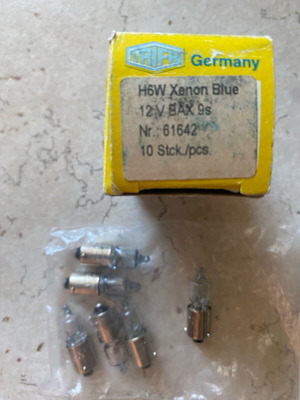 Germany
H6W Xenon Blue
12 V BAX 9s
Nr.: 61642
10 Stck./pcs.